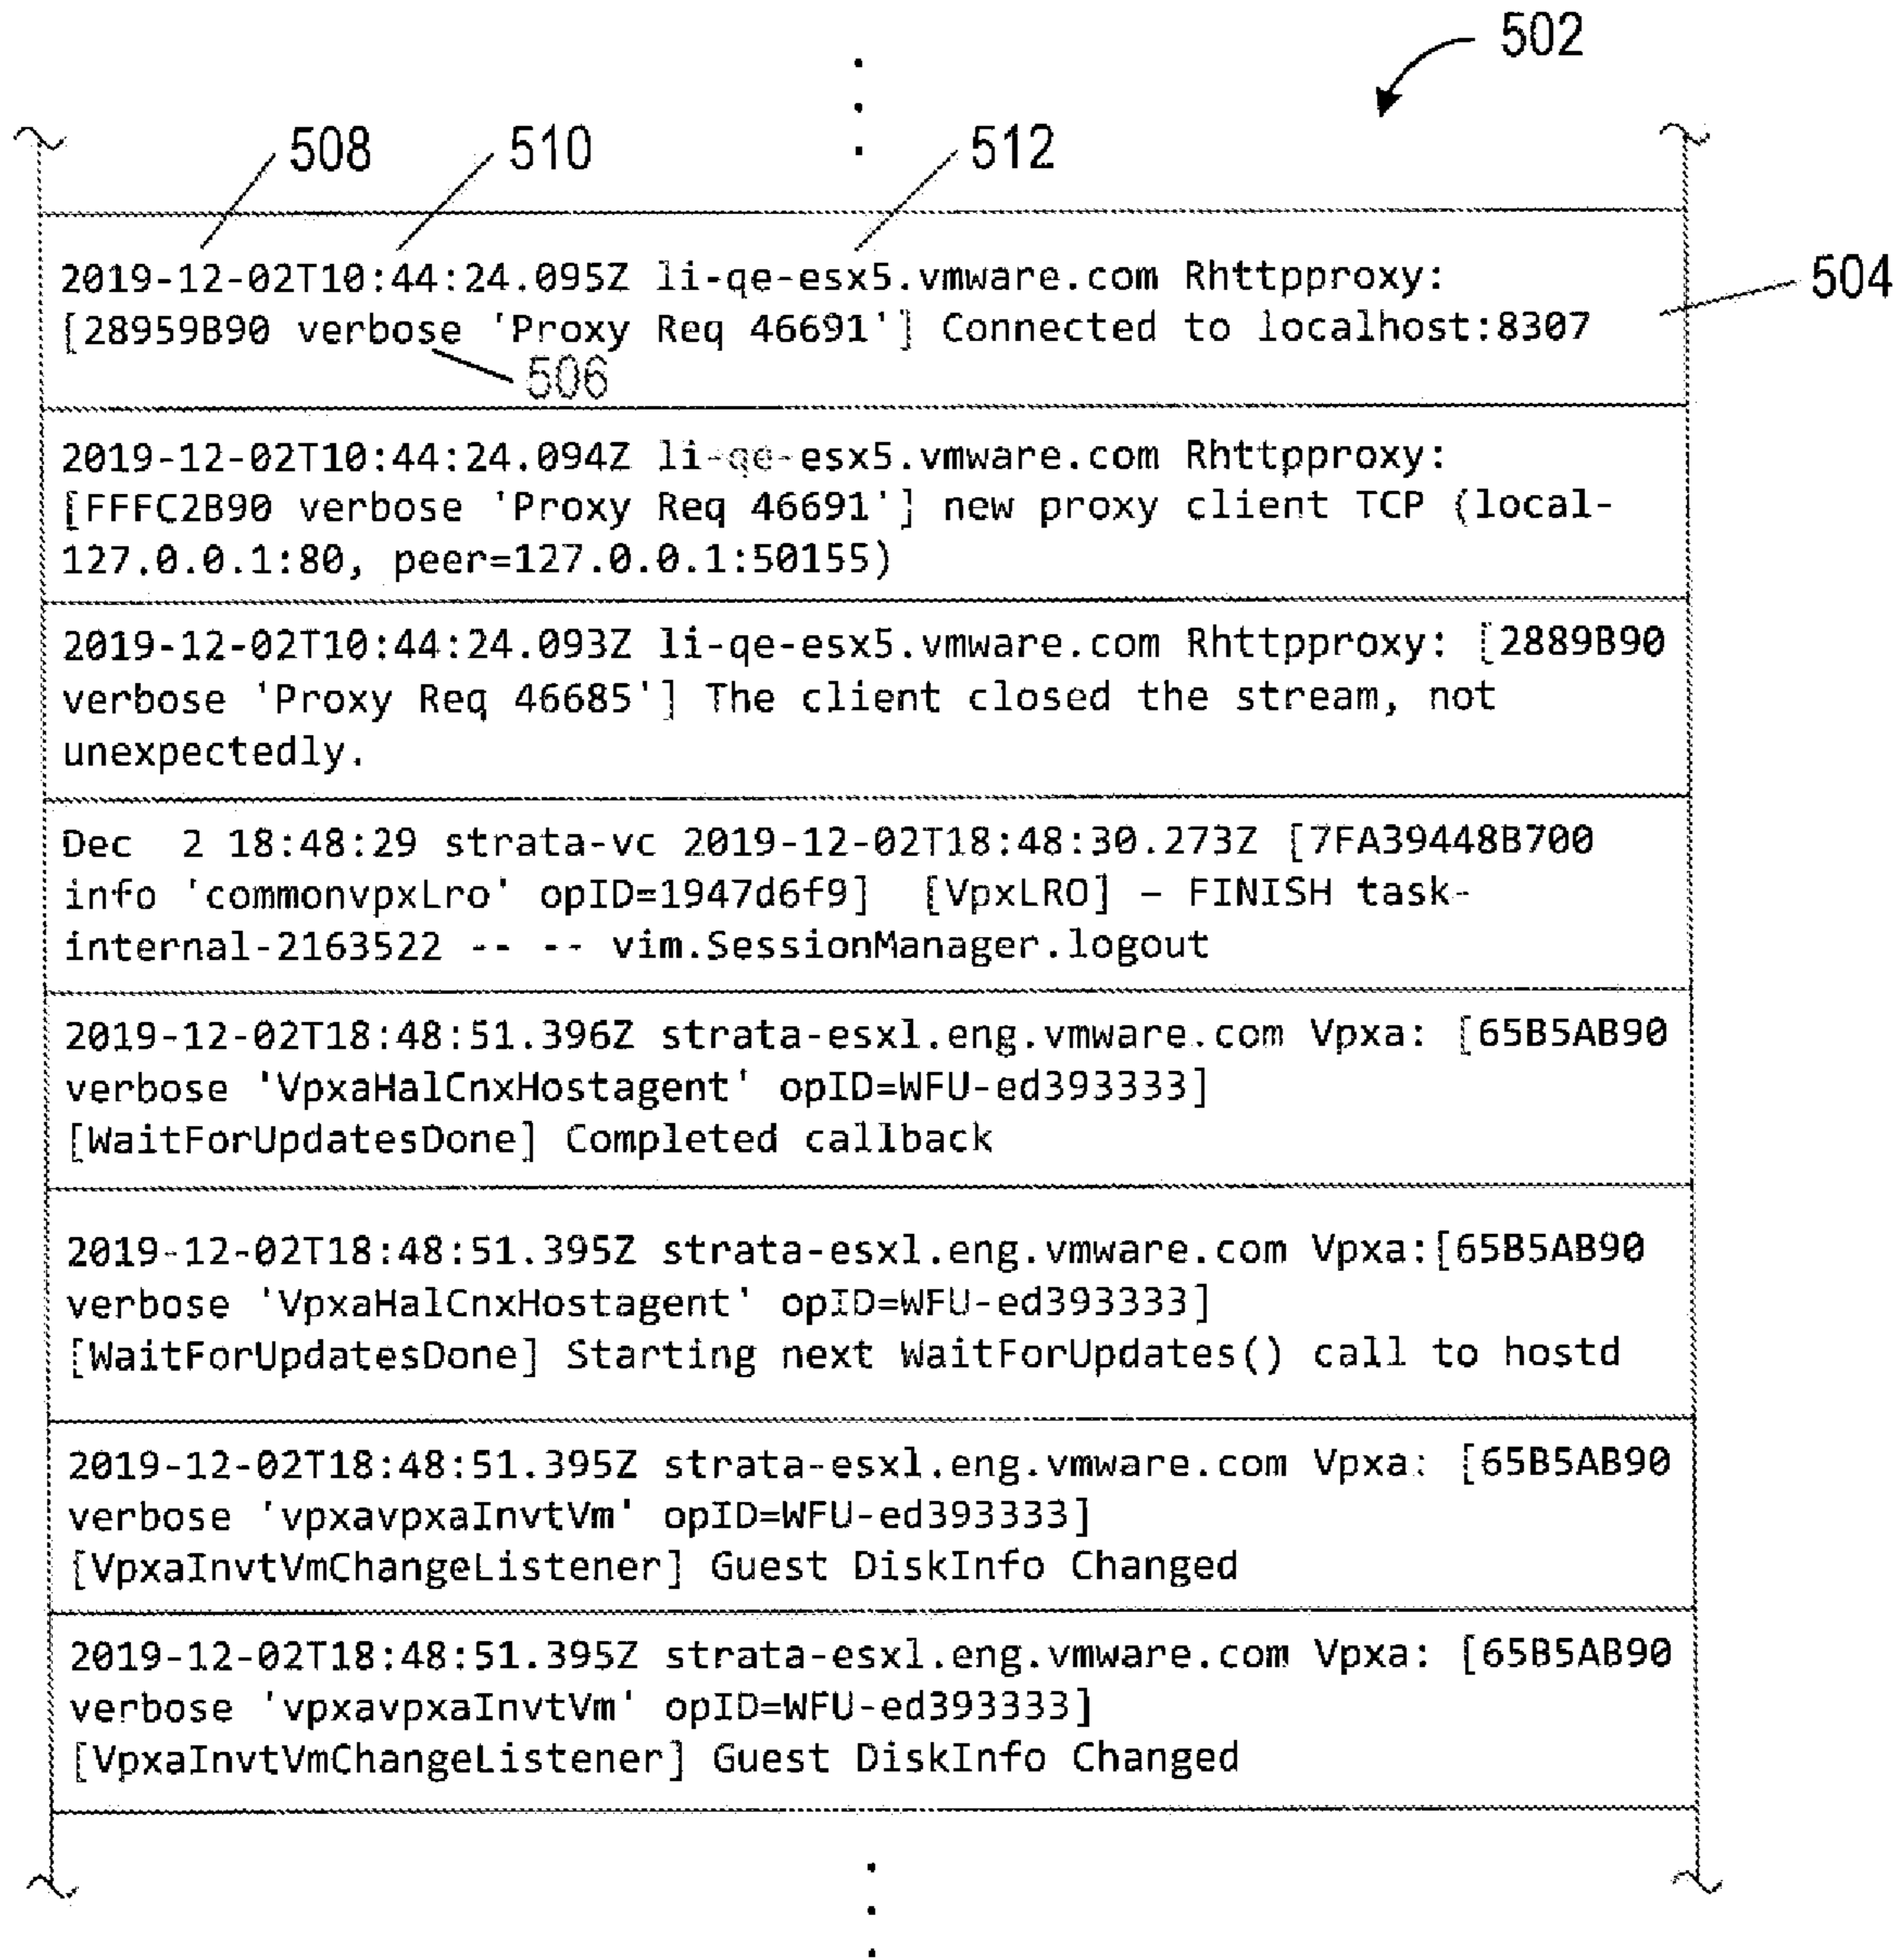 502
508 510 512
2019-12-02T10:44:24.095Z li-qe-esx5.vmware.com Rhttpproxy:
504
[28959B90 verbose 'Proxy Req 46691'] Connected to localhost:8307
506
2019-12-02T10:44:24.094Z li-qe-esx5.vmware.com Rhttpproxy:
[FFFC2B90 verbose 'Proxy Req 46691'] new proxy client TCP (local-
127.0.0.1:80, peer=127.0.0.1:50155)
2019-12-02T10:44:24.093Z li-qe-esx5.vmware.com Rhttpproxy: [2889B90
verbose 'Proxy Req 46685'] The client closed the stream, not
unexpectedly.
Dec  2 18:48:29 strata-vc 2019-12-02T18:48:30.273Z [7FA39448B700
info 'commonvpxLro' opID=1947d6f9]  [VpxLRO] – FINISH task-
internal-2163522 -- -- vim.SessionManager.logout
2019-12-02T18:48:51.396Z strata-esxl.eng.vmware.com Vpxa: [65B5AB90
verbose 'VpxaHalCnxHostagent' opID=WFU-ed393333]
[WaitForUpdatesDone] Completed callback
2019-12-02T18:48:51.395Z strata-esxl.eng.vmware.com Vpxa:[65B5AB90
verbose 'VpxaHalCnxHostagent' opID=WFU-ed393333]
[WaitForUpdatesDone] Starting next WaitForUpdates() call to hostd
2019-12-02T18:48:51.395Z strata-esxl.eng.vmware.com Vpxa: [65B5AB90
verbose 'vpxavpxaInvtVm' opID=WFU-ed393333]
[VpxaInvtVmChangeListener] Guest DiskInfo Changed
2019-12-02T18:48:51.395Z strata-esxl.eng.vmware.com Vpxa: [65B5AB90
verbose 'vpxavpxaInvtVm' opID=WFU-ed393333]
[VpxaInvtVmChangeListener] Guest DiskInfo Changed